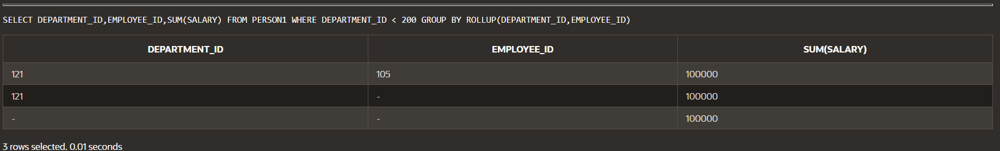 SELECT DEPARTMENT_ID,EMPLOYEE_ID,SUM(SALARY) FROM PERSON1 WHERE DEPARTMENT_ID < 200 GROUP BY ROLLUP(DEPARTMENT_ID,EMPLOYEE_ID)
DEPARTMENT_ID EMPLOYEE_ID SUM(SALARY)
121 105 100000
121 - 100000
- - 100000
3 rows selected. 0.01 seconds